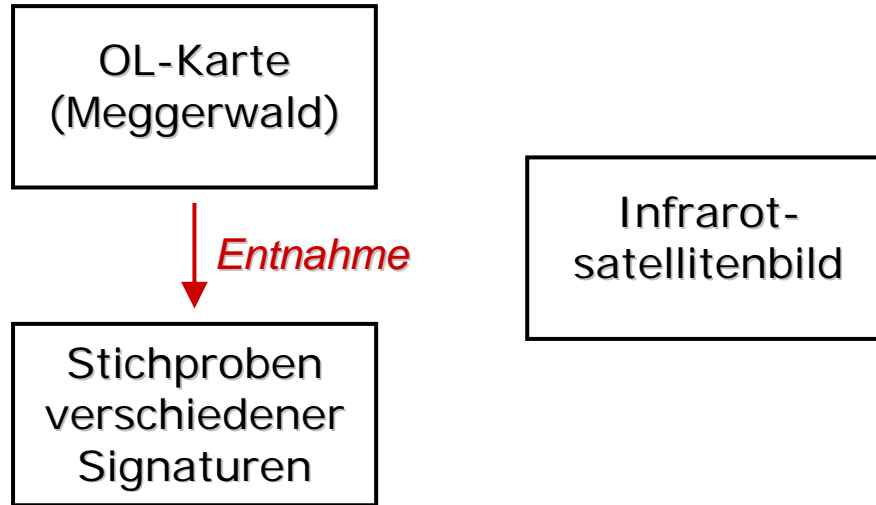 OL-Karte
(Meggerwald)
Entnahme
Stichproben
verschiedener
Signaturen
Infrarot-
satellitenbild